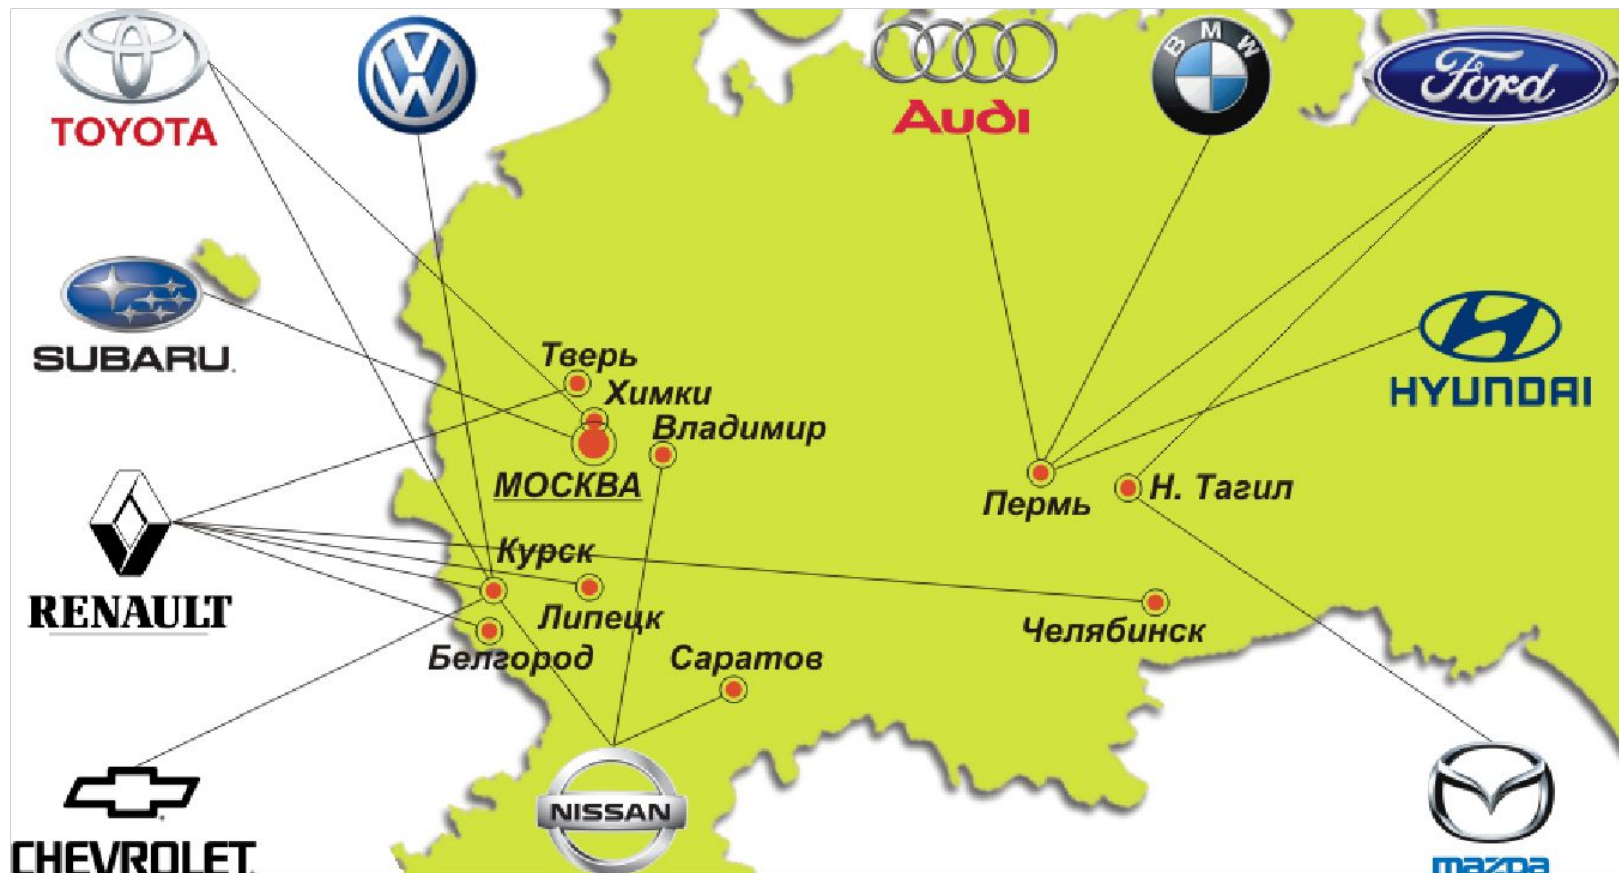 TOYOTA
Audi
BMW
Ford
SUBARU
HYUNDAI
Тверь
Химки
Владимир
МОСКВА
Пермь
Н. Тагил
RENAULT
Курск
Липецк
Челябинск
Белгород
Саратов
NISSAN
CHEVROLET
mazda